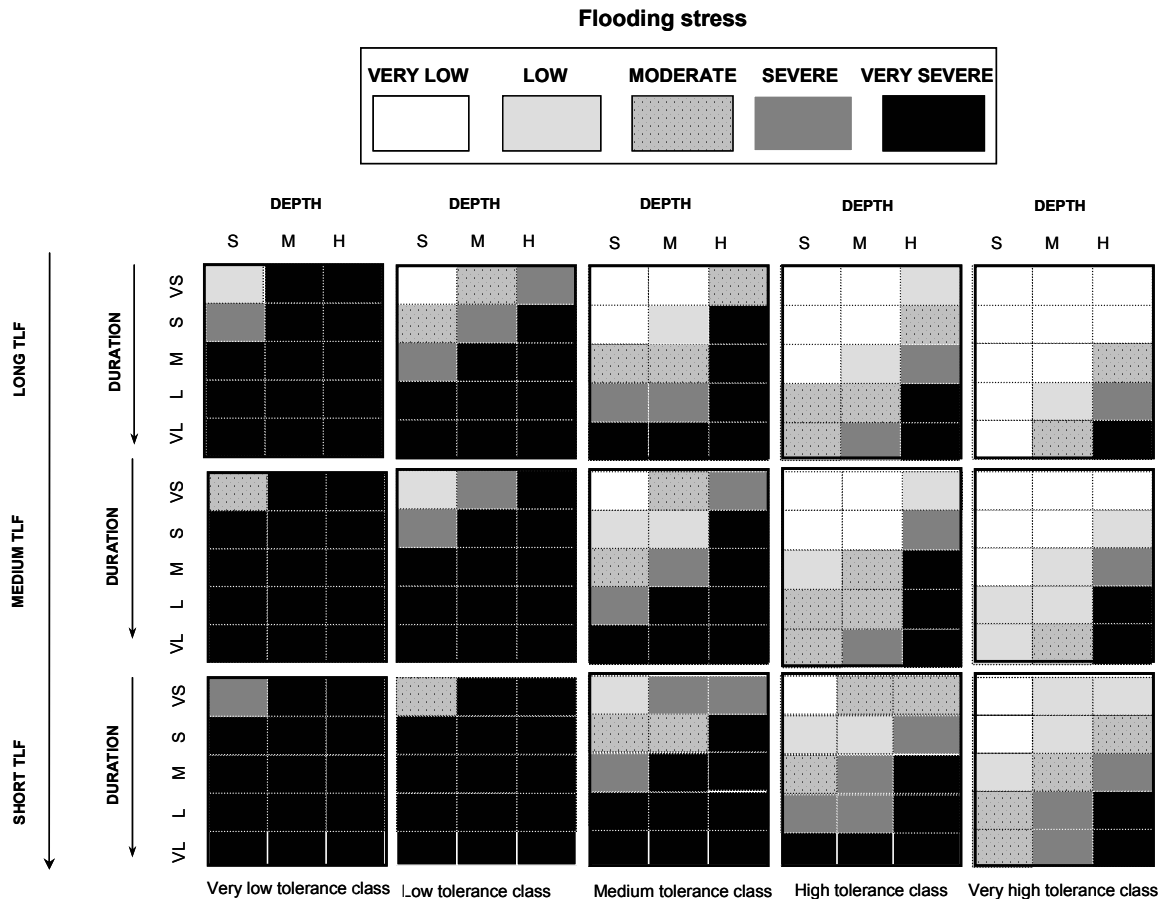 Flooding stress
VERY LOW LOW MODERATE SEVERE VERY SEVERE
DEPTH DEPTH DEPTH DEPTH DEPTH
S M H S M H S M H S M H S M H
LONG TLF
DURATION
VS
S
M
L
VL
MEDIUM TLF
DURATION
VS
S
M
L
VL
SHORT TLF
DURATION
VS
S
M
L
VL
Very low tolerance class Low tolerance class Medium tolerance class High tolerance class Very high tolerance class